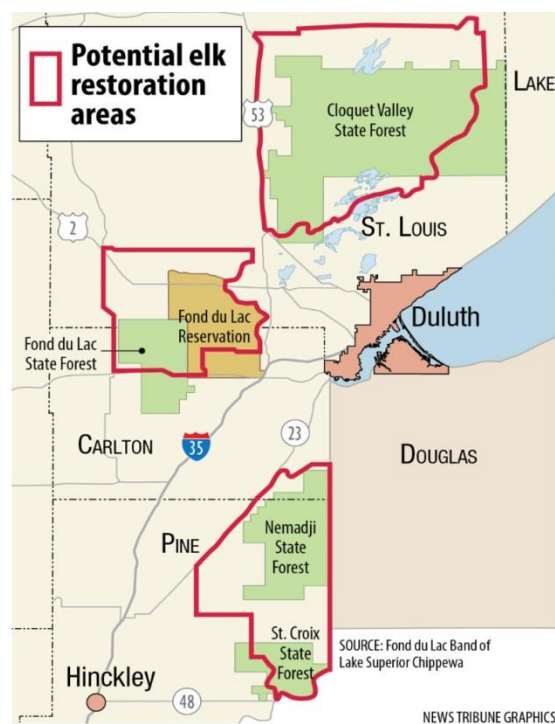 Potential elk
restoration
areas
LAKE
53
Cloquet Valley
State Forest
ST. LOUIS
2
Fond du Lac
Reservation
Fond du Lac
State Forest
Duluth
CARLTON
35
23
DOUGLAS
PINE
Nemadji
State
Forest
St. Croix
State
Forest
SOURCE: Fond du Lac Band of
Lake Superior Chippewa
Hinckley
48
NEWS TRIBUNE GRAPHICS